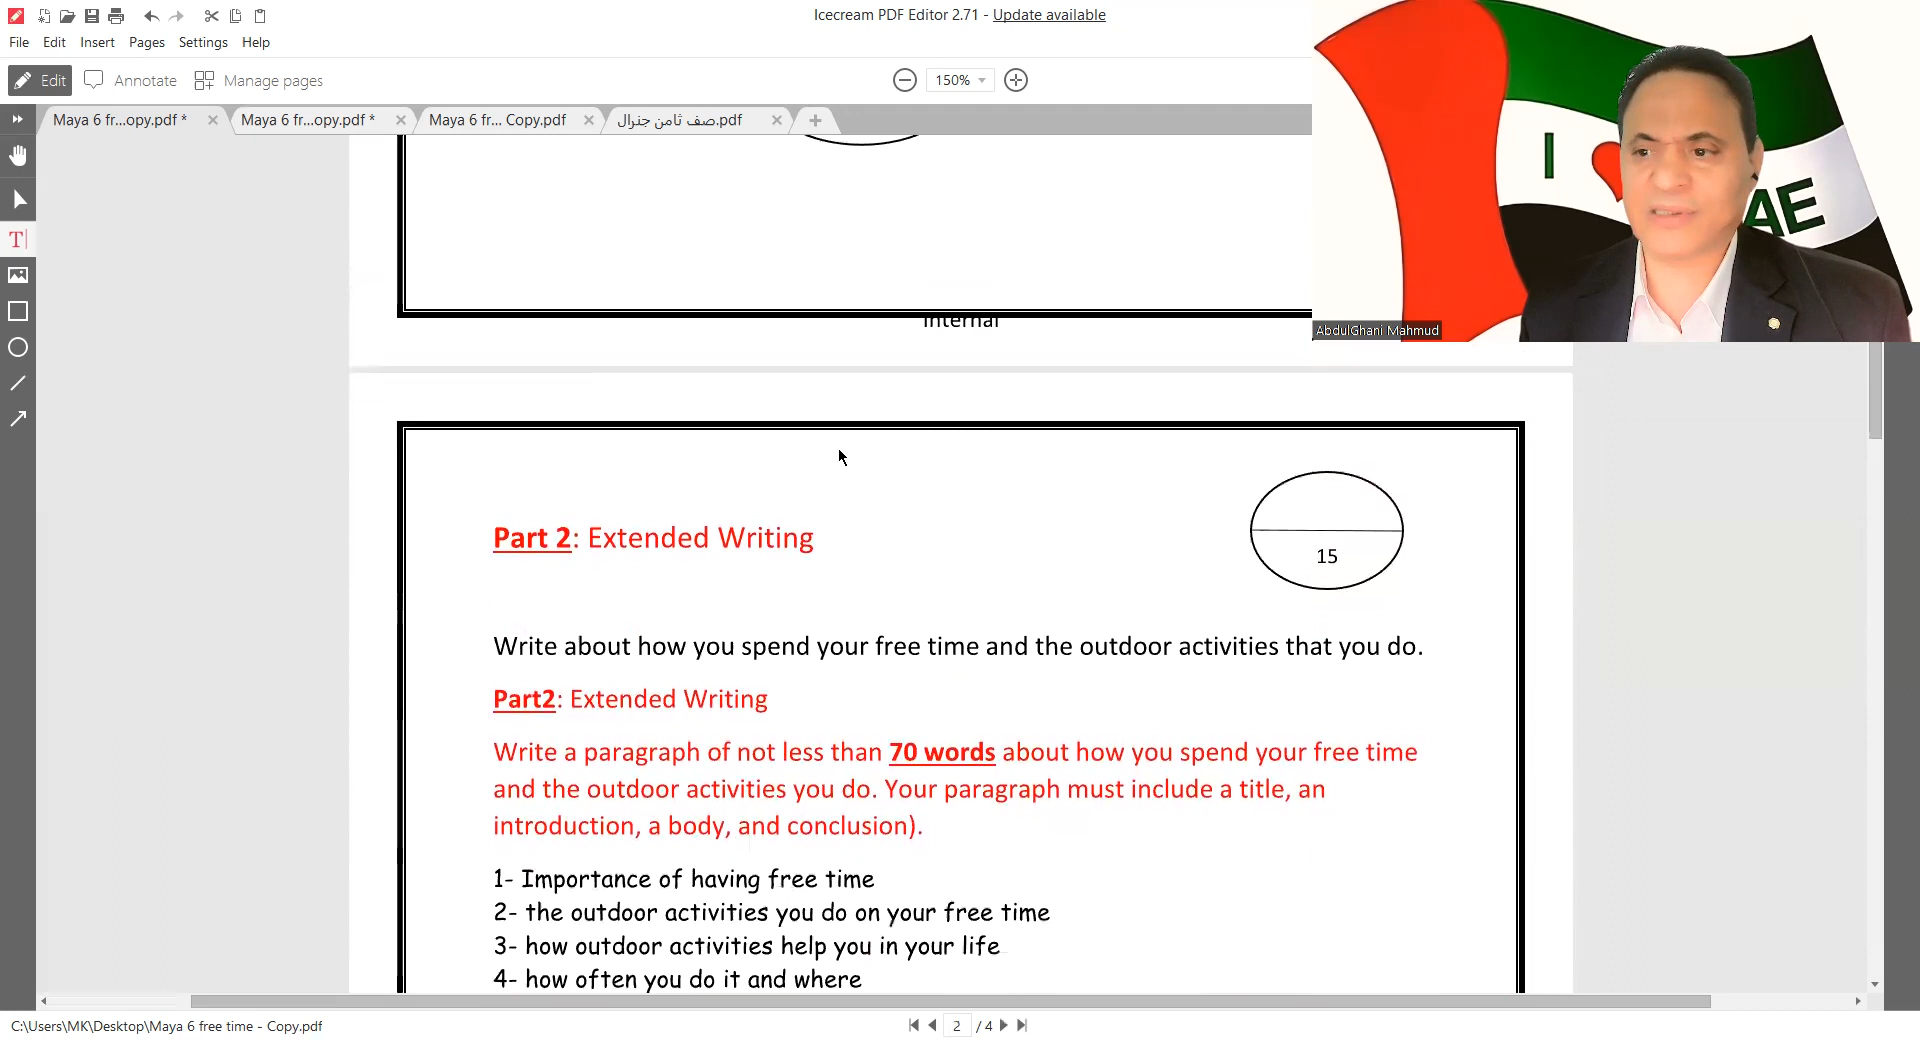 Icecream PDF Editor 2.71 - Update available
File Edit Insert Pages Settings Help
Edit Annotate Manage pages
150%
Maya 6 fr...opy.pdf *
Maya 6 fr...opy.pdf *
Maya 6 fr... Copy.pdf
صف ثامن جنرال.pdf
I
AE
AbdulGhani Mahmud
Internal
Part 2: Extended Writing
15
Write about how you spend your free time and the outdoor activities that you do.
Part2: Extended Writing
Write a paragraph of not less than 70 words about how you spend your free time
and the outdoor activities you do. Your paragraph must include a title, an
introduction, a body, and conclusion).
1- Importance of having free time
2- the outdoor activities you do on your free time
3- how outdoor activities help you in your life
4- how often you do it and where
C:\Users\MK\Desktop\Maya 6 free time - Copy.pdf
2 / 4